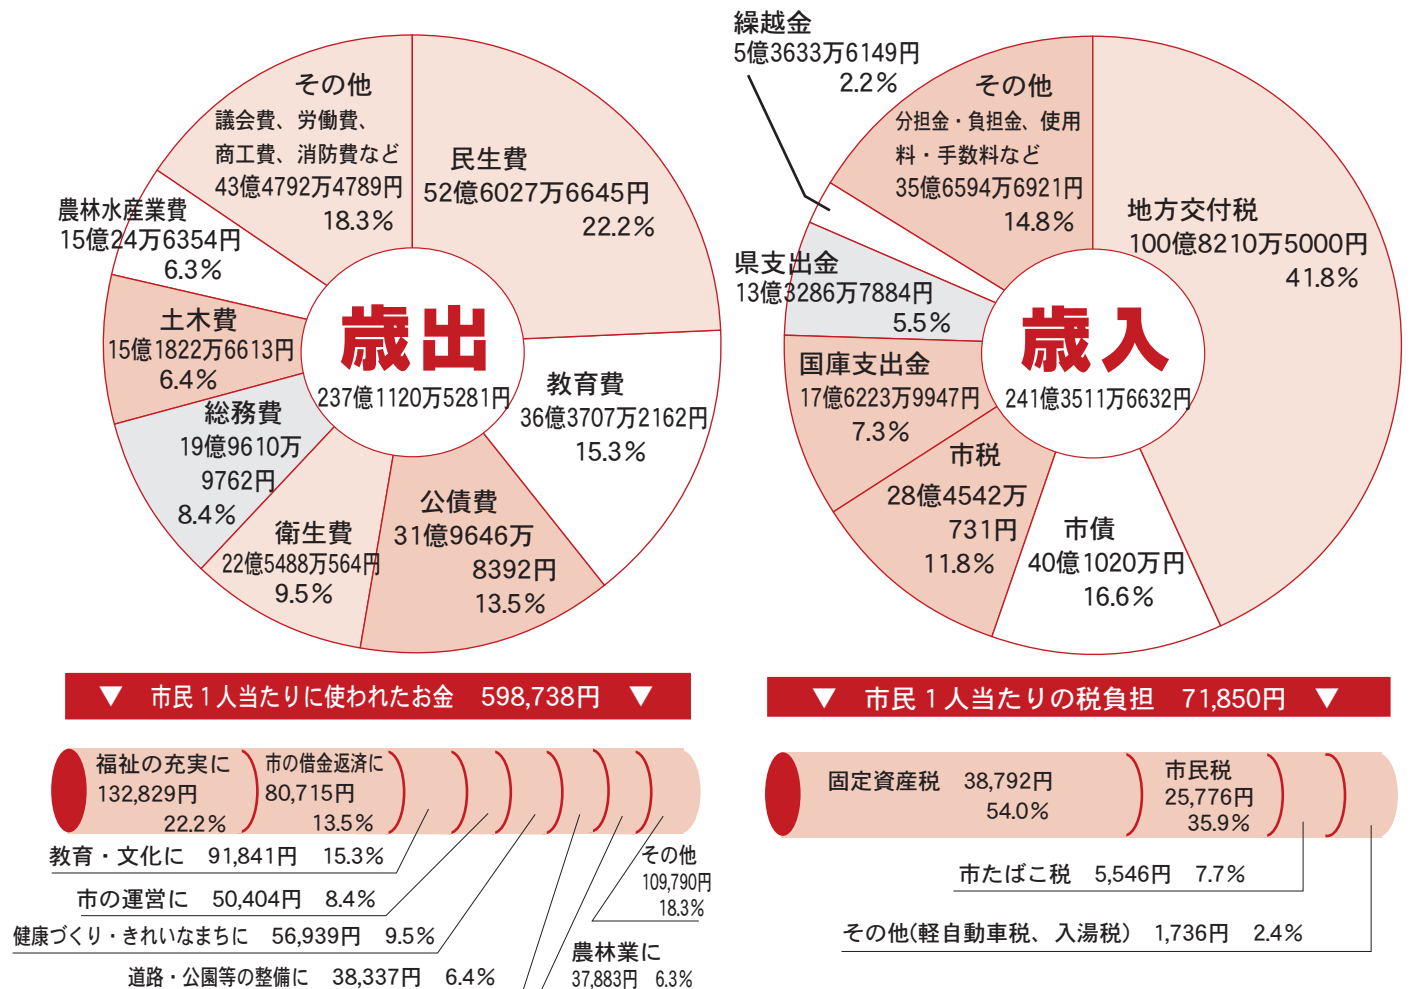 その他
議会費、労働費、
商工費、消防費など
43億4792万4789円
18.3%
民生費
52億6027万6645円
22.2%
農林水産業費
15億24万6354円
6.3%
土木費
15億1822万6613円
6.4%
総務費
19億9610万
9762円
8.4%
衛生費
22億5488万564円
9.5%
公債費
31億9646万
8392円
13.5%
教育費
36億3707万2162円
15.3%
歳出
237億1120万5281円
繰越金
5億3633万6149円
2.2%
その他
分担金・負担金、使用
料・手数料など
35億6594万6921円
14.8%
地方交付税
100億8210万5000円
41.8%
県支出金
13億3286万7884円
5.5%
国庫支出金
17億6223万9947円
7.3%
市税
28億4542万
731円
11.8%
市債
40億1020万円
16.6%
歳入
241億3511万6632円
▼ 市民1人当たりに使われたお金 598,738円 ▼
福祉の充実に
132,829円
22.2%
市の借金返済に
80,715円
13.5%
教育・文化に 91,841円 15.3%
市の運営に 50,404円 8.4%
健康づくり・きれいなまちに 56,939円 9.5%
道路・公園等の整備に 38,337円 6.4%
その他
109,790円
18.3%
農林業に
37,883円 6.3%
▼ 市民1人当たりの税負担 71,850円 ▼
固定資産税 38,792円
54.0%
市民税
25,776円
35.9%
市たばこ税 5,546円 7.7%
その他(軽自動車税、入湯税) 1,736円 2.4%